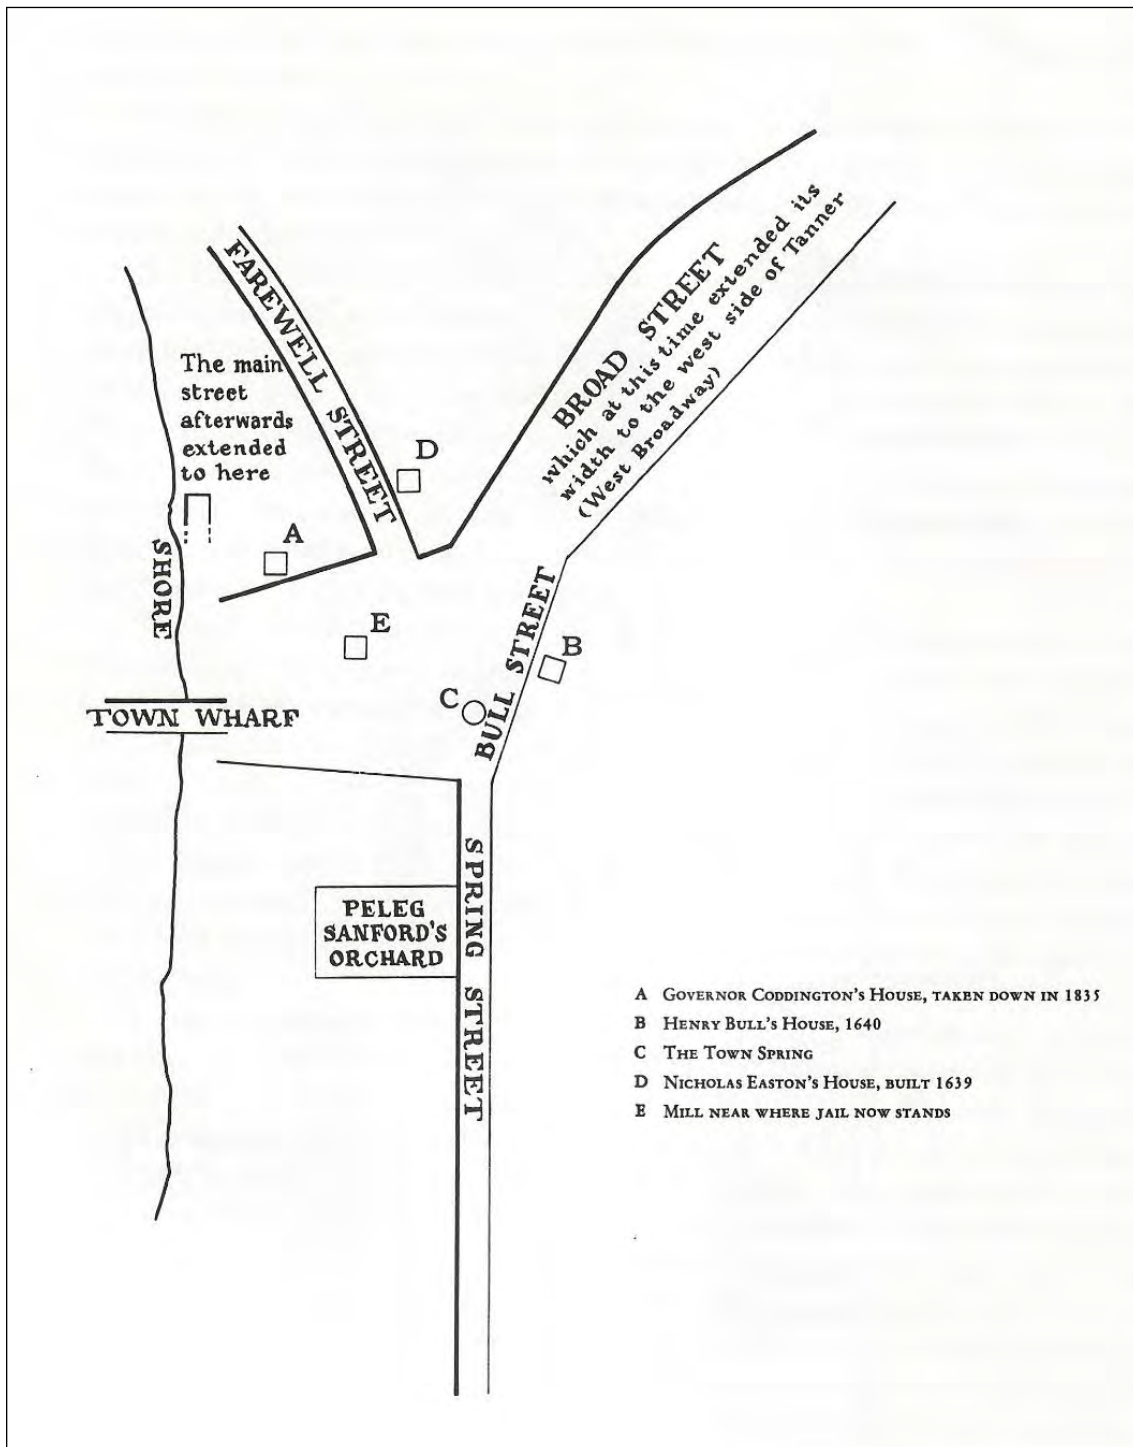 FAREWELL STREET
BROAD STREET
which at this time extended its
width to the west side of Tanner
(West Broadway)
The main
street
afterwards
extended
to here
D
A
SHORE
E
B
C
BULL STREET
TOWN WHARF
SPRING STREET
PELEG
SANFORD'S
ORCHARD
A GOVERNOR CODDINGTON'S HOUSE, TAKEN DOWN IN 1835
B HENRY BULL'S HOUSE, 1640
C THE TOWN SPRING
D NICHOLAS EASTON'S HOUSE, BUILT 1639
E MILL NEAR WHERE JAIL NOW STANDS